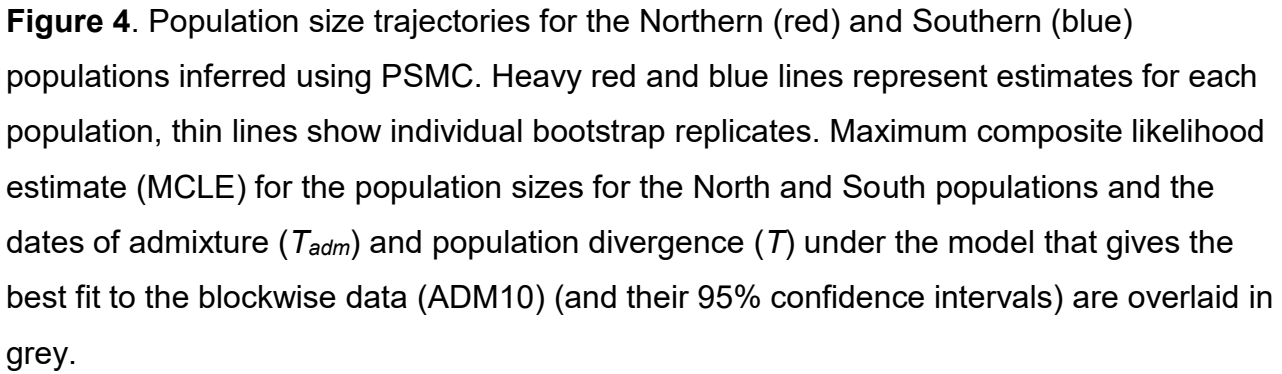 Figure 4. Population size trajectories for the Northern (red) and Southern (blue)
populations inferred using PSMC. Heavy red and blue lines represent estimates for each
population, thin lines show individual bootstrap replicates. Maximum composite likelihood
estimate (MCLE) for the population sizes for the North and South populations and the
dates of admixture (Tadm) and population divergence (T) under the model that gives the
best fit to the blockwise data (ADM10) (and their 95% confidence intervals) are overlaid in
grey.